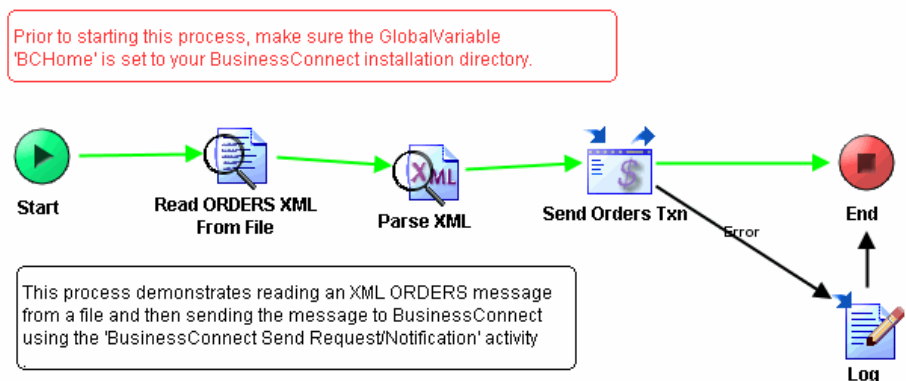 Prior to starting this process, make sure the GlobalVariable
'BCHome' is set to your BusinessConnect installation directory.
Start
Read ORDERS XML
From File
XML
Parse XML
$
Send Orders Txn
End
Error
This process demonstrates reading an XML ORDERS message
from a file and then sending the message to BusinessConnect
using the 'BusinessConnect Send Request/Notification' activity
.
Log